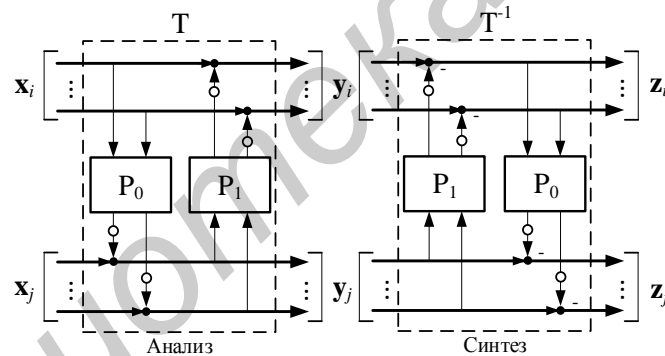 T T⁻¹
xᵢ yᵢ zᵢ
P₀ P₁ P₁ P₀
xⱼ yⱼ zⱼ
Анализ Синтез